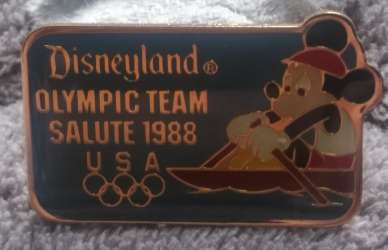 Disneyland®
OLYMPIC TEAM
SALUTE 1988
USA